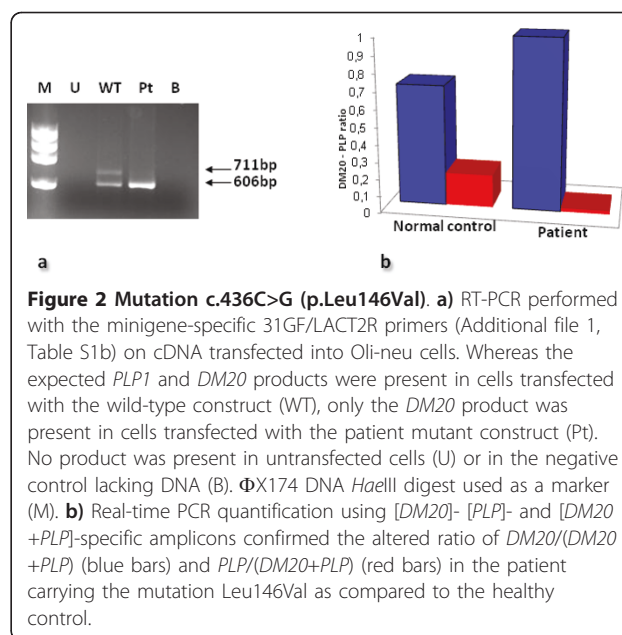 M U WT Pt B
711bp
606bp
a
1
0,9
0,8
0,7
0,6
0,5
0,4
0,3
0,2
0,1
0
DM20 - PLP ratio
Normal control Patient
b
Figure 2 Mutation c.436C>G (p.Leu146Val). a) RT-PCR performed
with the minigene-specific 31GF/LACT2R primers (Additional file 1,
Table S1b) on cDNA transfected into Oli-neu cells. Whereas the
expected PLP1 and DM20 products were present in cells transfected
with the wild-type construct (WT), only the DM20 product was
present in cells transfected with the patient mutant construct (Pt).
No product was present in untransfected cells (U) or in the negative
control lacking DNA (B). ΦX174 DNA HaeIII digest used as a marker
(M). b) Real-time PCR quantification using [DM20]- [PLP]- and [DM20
+PLP]-specific amplicons confirmed the altered ratio of DM20/(DM20
+PLP) (blue bars) and PLP/(DM20+PLP) (red bars) in the patient
carrying the mutation Leu146Val as compared to the healthy
control.